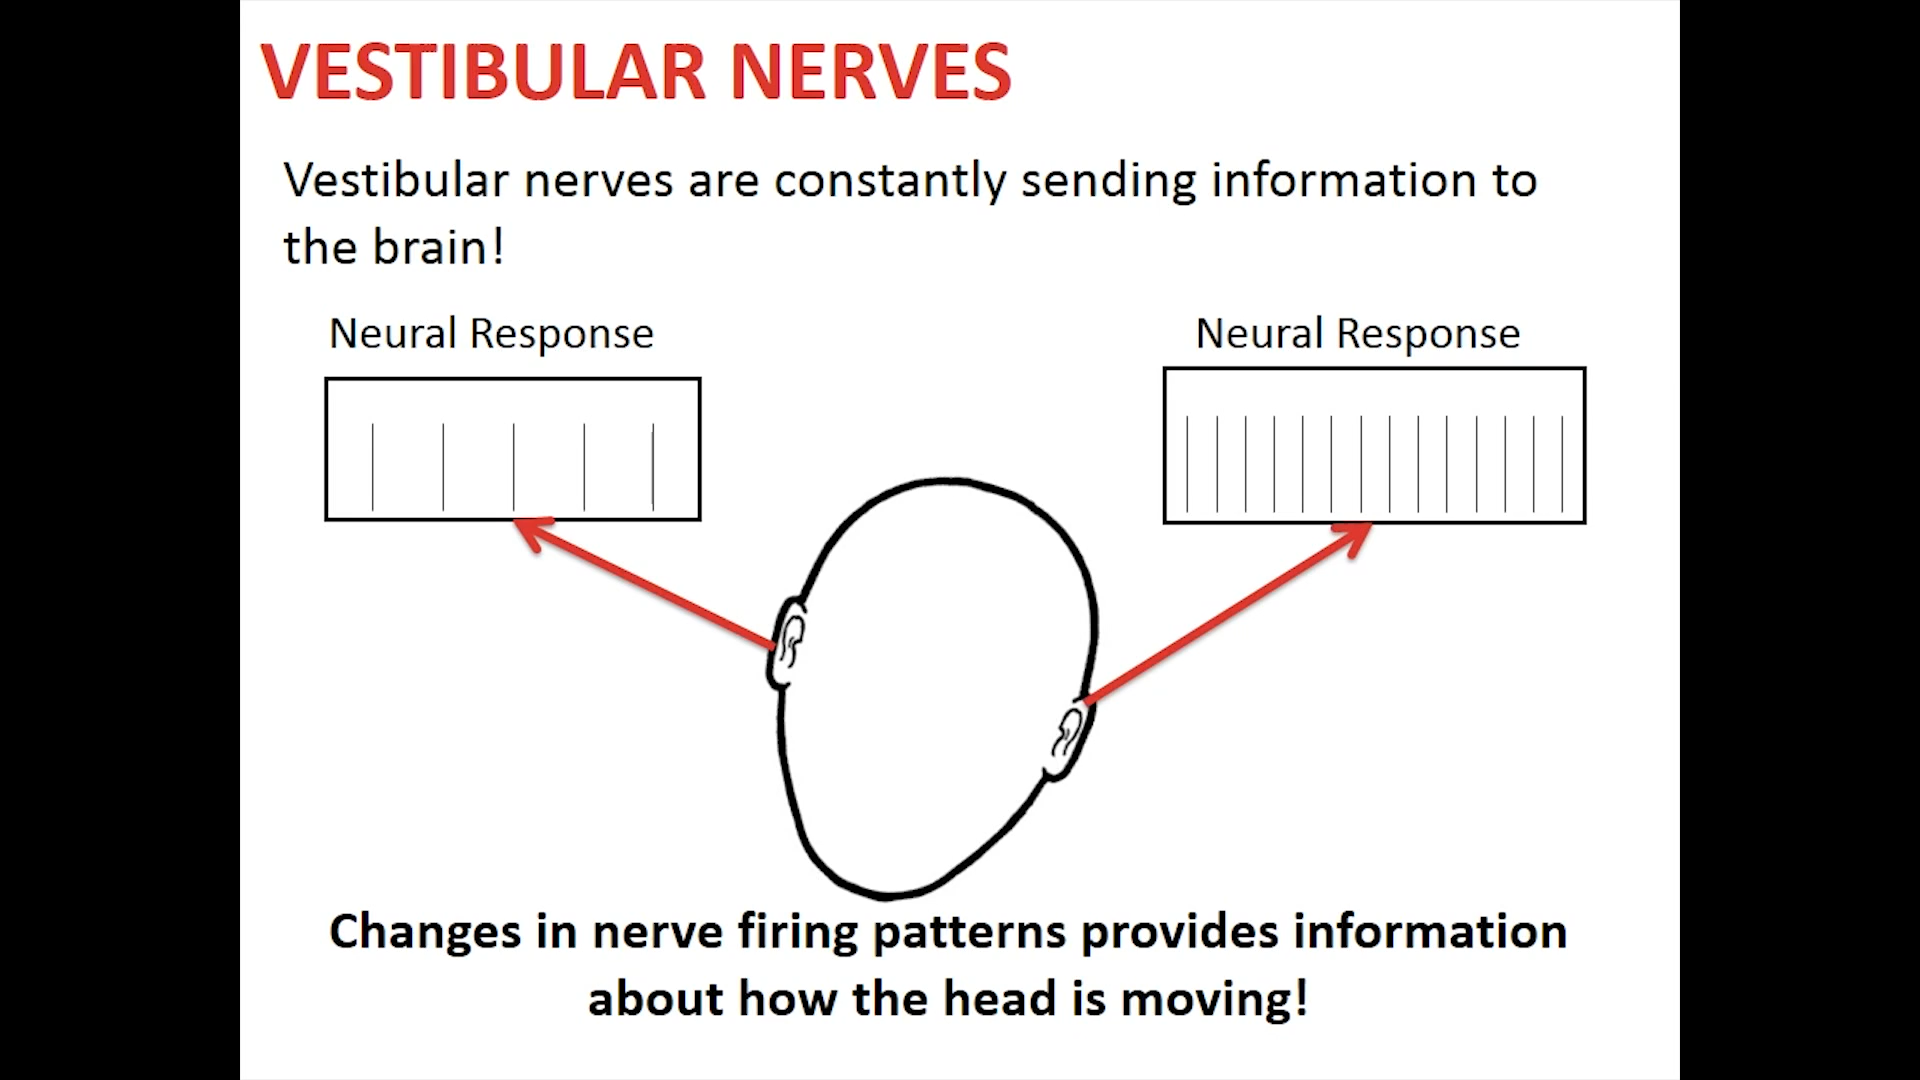 VESTIBULAR NERVES
Vestibular nerves are constantly sending information to
the brain!
Neural Response
Neural Response
Changes in nerve firing patterns provides information
about how the head is moving!